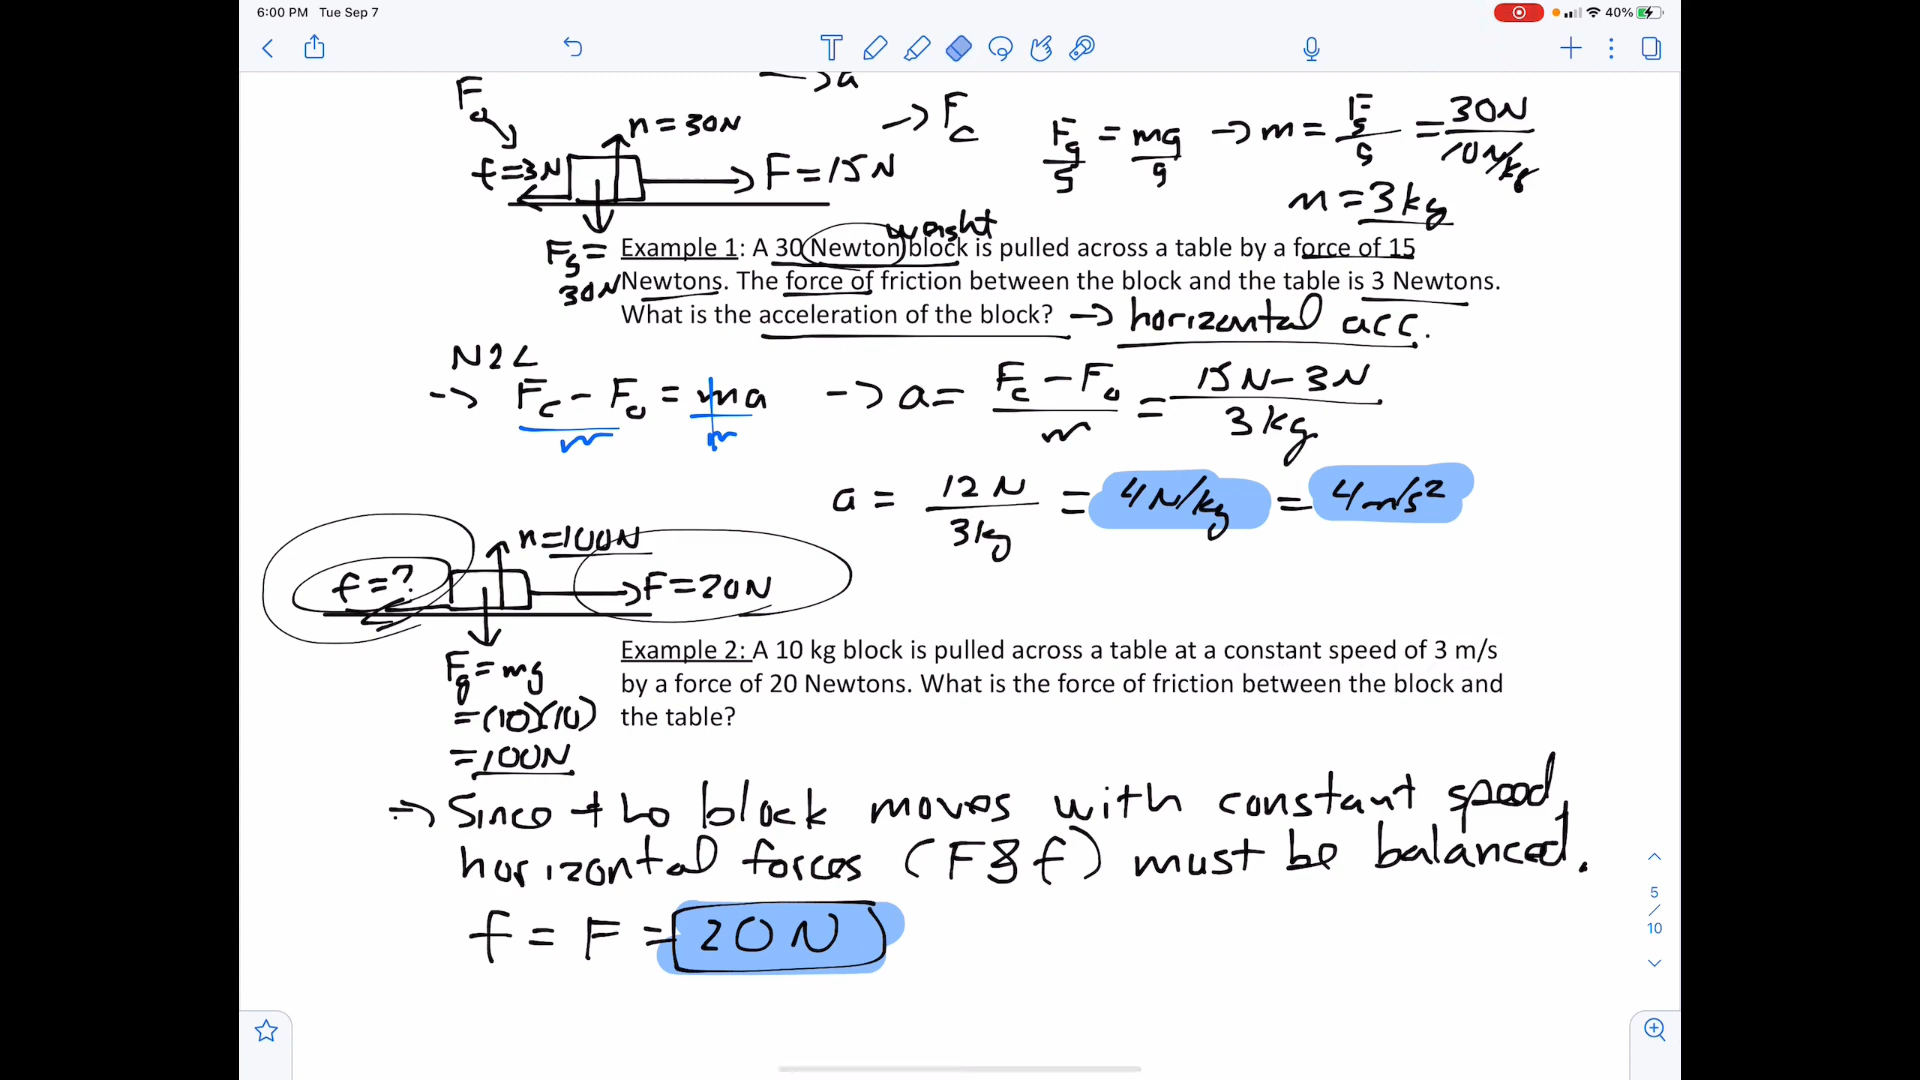 6:00 PM Tue Sep 7
40%
→ a
F_o
n = 30N
→ F_c
f = 3N
F = 15N
F_g/g = mg/g → m = F_g/g = 30N/10N/kg
m = 3kg
F_g =
30N
weight
Example 1: A 30 Newton block is pulled across a table by a force of 15
Newtons. The force of friction between the block and the table is 3 Newtons.
What is the acceleration of the block? → horizontal acc.
N2L
→ F_c - F_o = ma
m m
→ a = F_c - F_o/m = 15N - 3N/3kg
a = 12N/3kg = 4N/kg = 4m/s²
n = 100N
f = ?
F = 20N
F_g = mg
= (10)(10)
= 100N
Example 2: A 10 kg block is pulled across a table at a constant speed of 3 m/s
by a force of 20 Newtons. What is the force of friction between the block and
the table?
→ Since the block moves with constant speed,
horizontal forces (F & f) must be balanced.
f = F = 20N
5
/
10